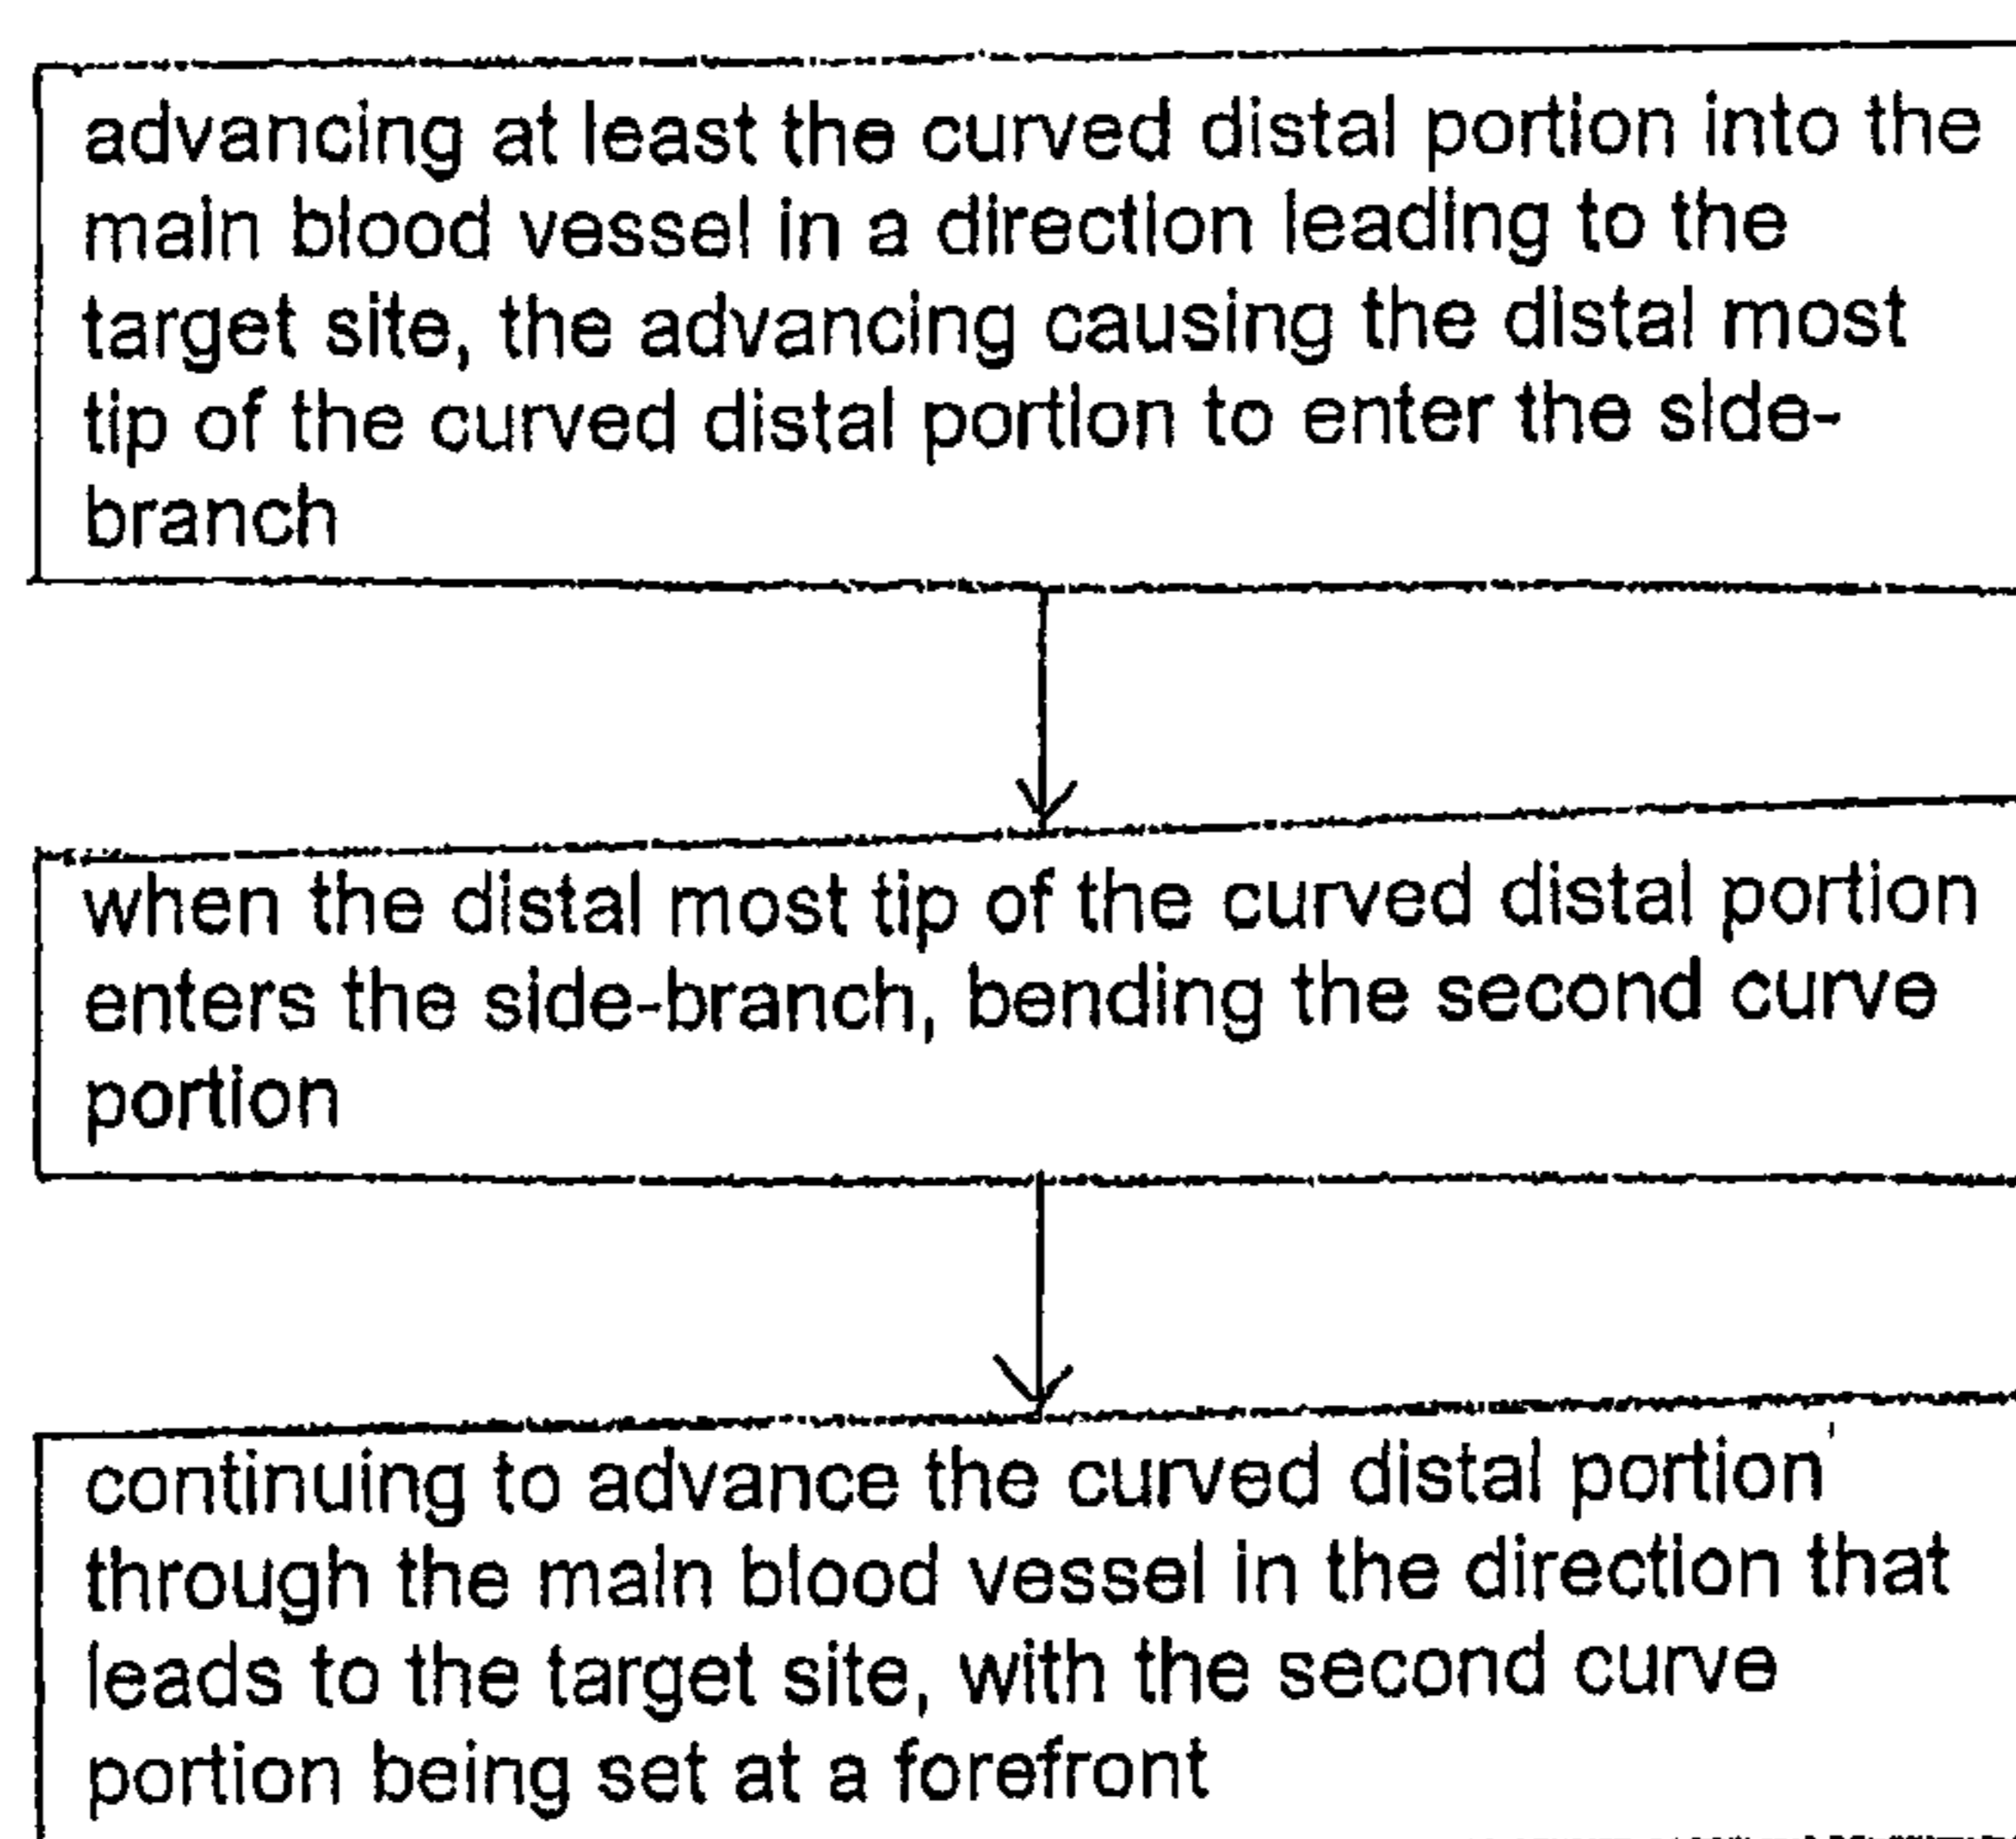 advancing at least the curved distal portion into the
main blood vessel in a direction leading to the
target site, the advancing causing the distal most
tip of the curved distal portion to enter the side-
branch
when the distal most tip of the curved distal portion
enters the side-branch, bending the second curve
portion
continuing to advance the curved distal portion
through the main blood vessel in the direction that
leads to the target site, with the second curve
portion being set at a forefront